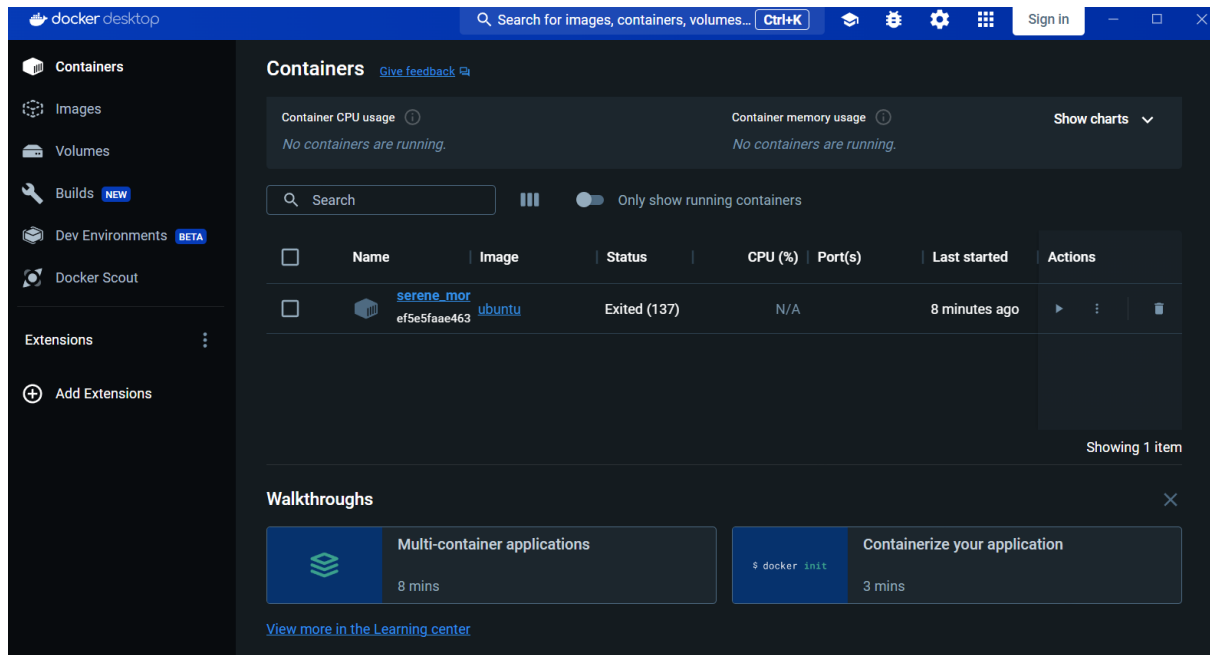 docker desktop
Search for images, containers, volumes... Ctrl+K
Sign in
Containers
Images
Volumes
Builds NEW
Dev Environments BETA
Docker Scout
Extensions
Add Extensions
Containers Give feedback
Container CPU usage
No containers are running.
Container memory usage
No containers are running.
Show charts
Search
Only show running containers
Name Image Status CPU (%) Port(s) Last started Actions
serene_mor
ef5e5faae463
ubuntu Exited (137) N/A 8 minutes ago
Showing 1 item
Walkthroughs
Multi-container applications
8 mins
$ docker init
Containerize your application
3 mins
View more in the Learning center